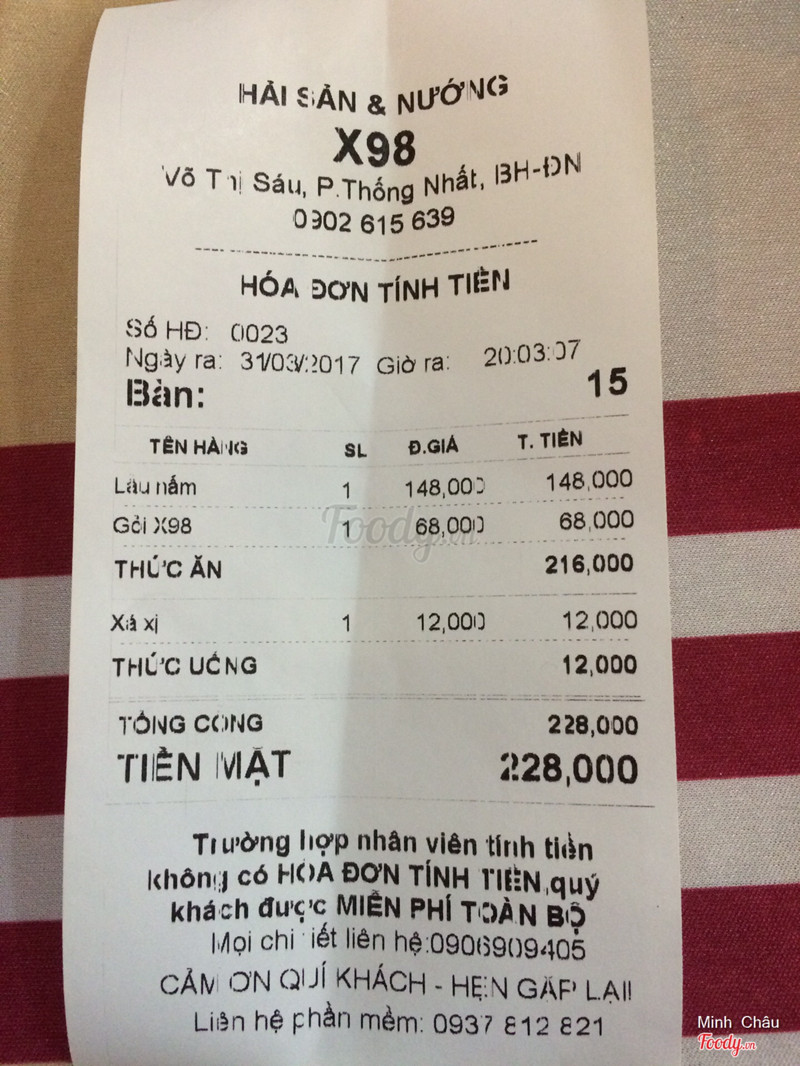 HẢI SẢN & NƯỚNG
X98
Võ Thị Sáu, P.Thống Nhất, BH-ĐN
0902 615 639
HÓA ĐƠN TÍNH TIỀN
Số HĐ: 0023
Ngày ra: 31/03/2017 Giờ ra: 20:03:07
Bàn: 15
TÊN HÀNG SL Đ.GIÁ T. TIỀN
Lẩu nấm 1 148,000 148,000
Gỏi X98 1 68,000 68,000
THỨC ĂN 216,000
Xá xị 1 12,000 12,000
THỨC UỐNG 12,000
TỔNG CỘNG 228,000
TIỀN MẶT 228,000
Trường hợp nhân viên tính tiền
không có HÓA ĐƠN TÍNH TIỀN,quý
khách được MIỄN PHÍ TOÀN BỘ
Mọi chi tiết liên hệ:0906909405
CẢM ƠN QUÍ KHÁCH - HẸN GẶP LẠI!
Liên hệ phần mềm: 0937 812 821
Foody.vn
Minh Châu
Foody.vn